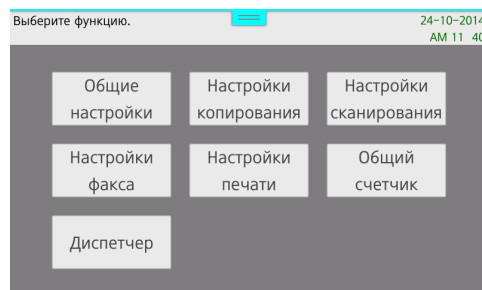 Выберите функцию.
24-10-2014
AM 11 40
Общие
настройки
Настройки
копирования
Настройки
сканирования
Настройки
факса
Настройки
печати
Общий
счетчик
Диспетчер